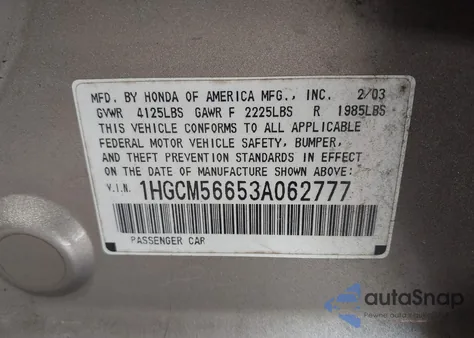 MFD. BY HONDA OF AMERICA MFG., INC. 2/03
GVWR 4125LBS GAWR F 2225LBS R 1985LBS
THIS VEHICLE CONFORMS TO ALL APPLICABLE
FEDERAL MOTOR VEHICLE SAFETY, BUMPER,
AND THEFT PREVENTION STANDARDS IN EFFECT
ON THE DATE OF MANUFACTURE SHOWN ABOVE:
V.I.N. 1HGCM56653A062777
PASSENGER CAR
autoSnap